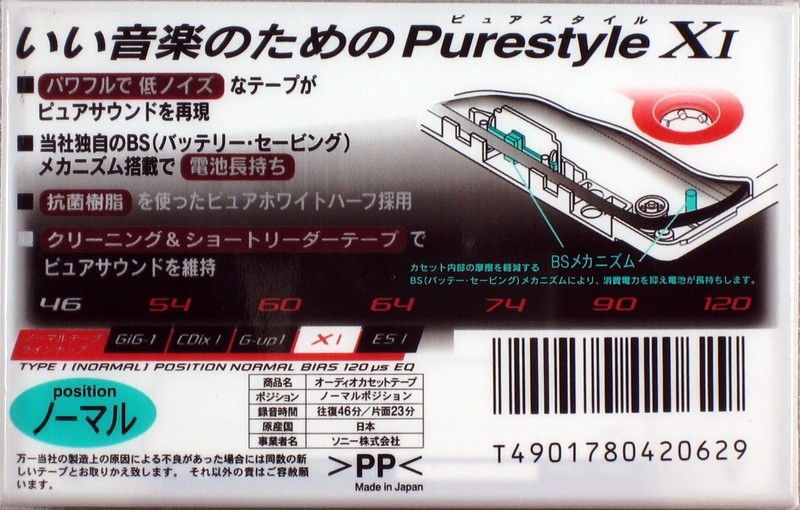 ピュアスタイル
いい音楽のための Purestyle XI
■ パワフルで 低ノイズ なテープが
ピュアサウンドを再現
■ 当社独自のBS(バッテリー・セービング)
メカニズム搭載で 電池長持ち
■ 抗菌樹脂 を使ったピュアホワイトハーフ採用
■ クリーニング&ショートリーダーテープ で
ピュアサウンドを維持
BSメカニズム
カセット内部の摩擦を軽減する
BS(バッテー・セービング)メカニズムにより、消費電力を抑え電池が長持ちします。
46 54 60 64 74 90 120
ノーマルテープ
ラインナップ
GiG-1 CDix I G-up1 X I ES I
TYPE I (NORMAL) POSITION NORMAL BIAS 120 μs EQ
position
ノーマル
商品名 オーディオカセットテープ
ポジション ノーマルポジション
録音時間 往復46分/片面23分
原産国 日本
事業者名 ソニー株式会社
万一当社の製造上の原因による不良があった場合には同数の新
しいテープとお取りかえ致します。それ以外の責はご容赦願
います。
>PP<
Made in Japan
T4901780420629